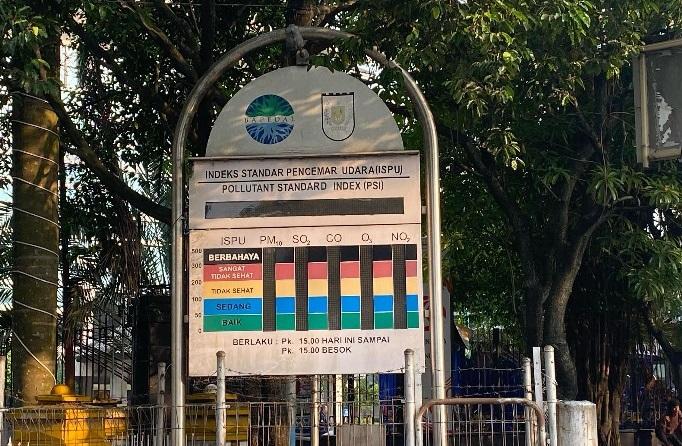 BAPEDAL
INDEKS STANDAR PENCEMAR UDARA(ISPU)
POLLUTANT STANDARD INDEX (PSI)
ISPU PM10 SO2 CO O3 NO2
500
BERBAHAYA
300
SANGAT
TIDAK SEHAT
200
TIDAK SEHAT
100
SEDANG
50
BAIK
0
BERLAKU : Pk. 15.00 HARI INI SAMPAI
Pk. 15.00 BESOK